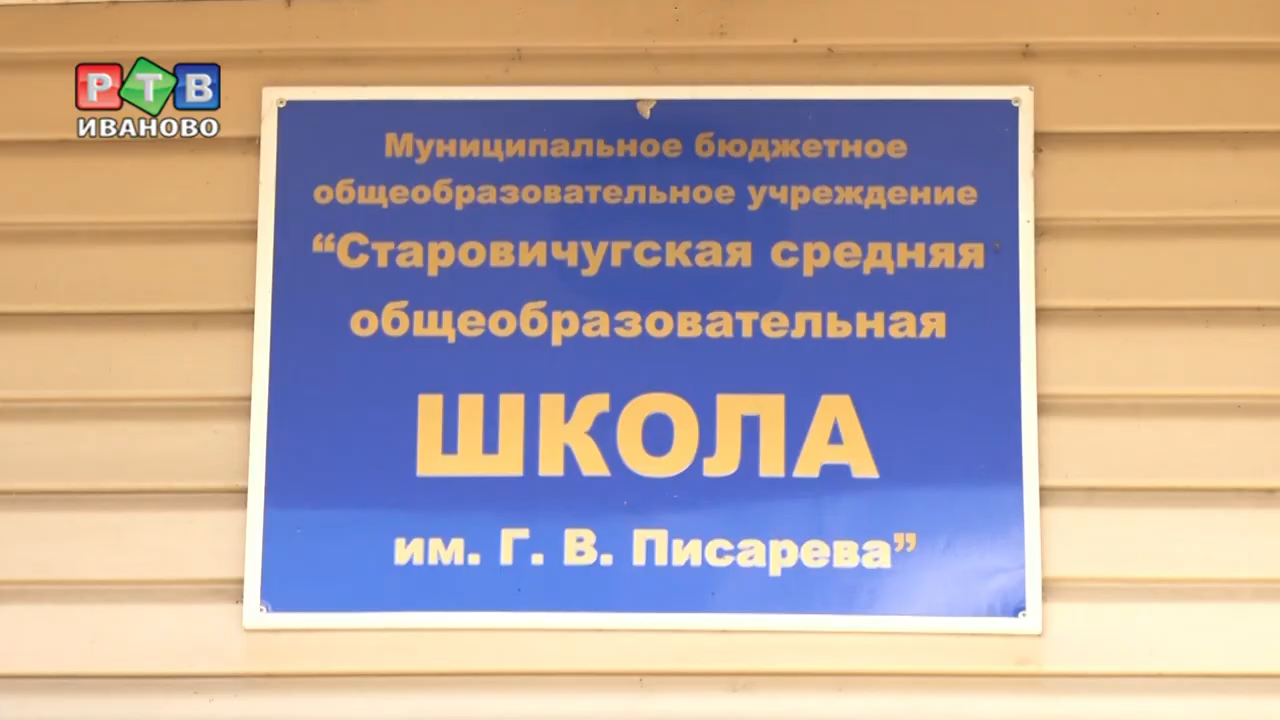 РТВ
ИВАНОВО
Муниципальное бюджетное
общеобразовательное учреждение
“Старовичугская средняя
общеобразовательная
ШКОЛА
им. Г. В. Писарева”